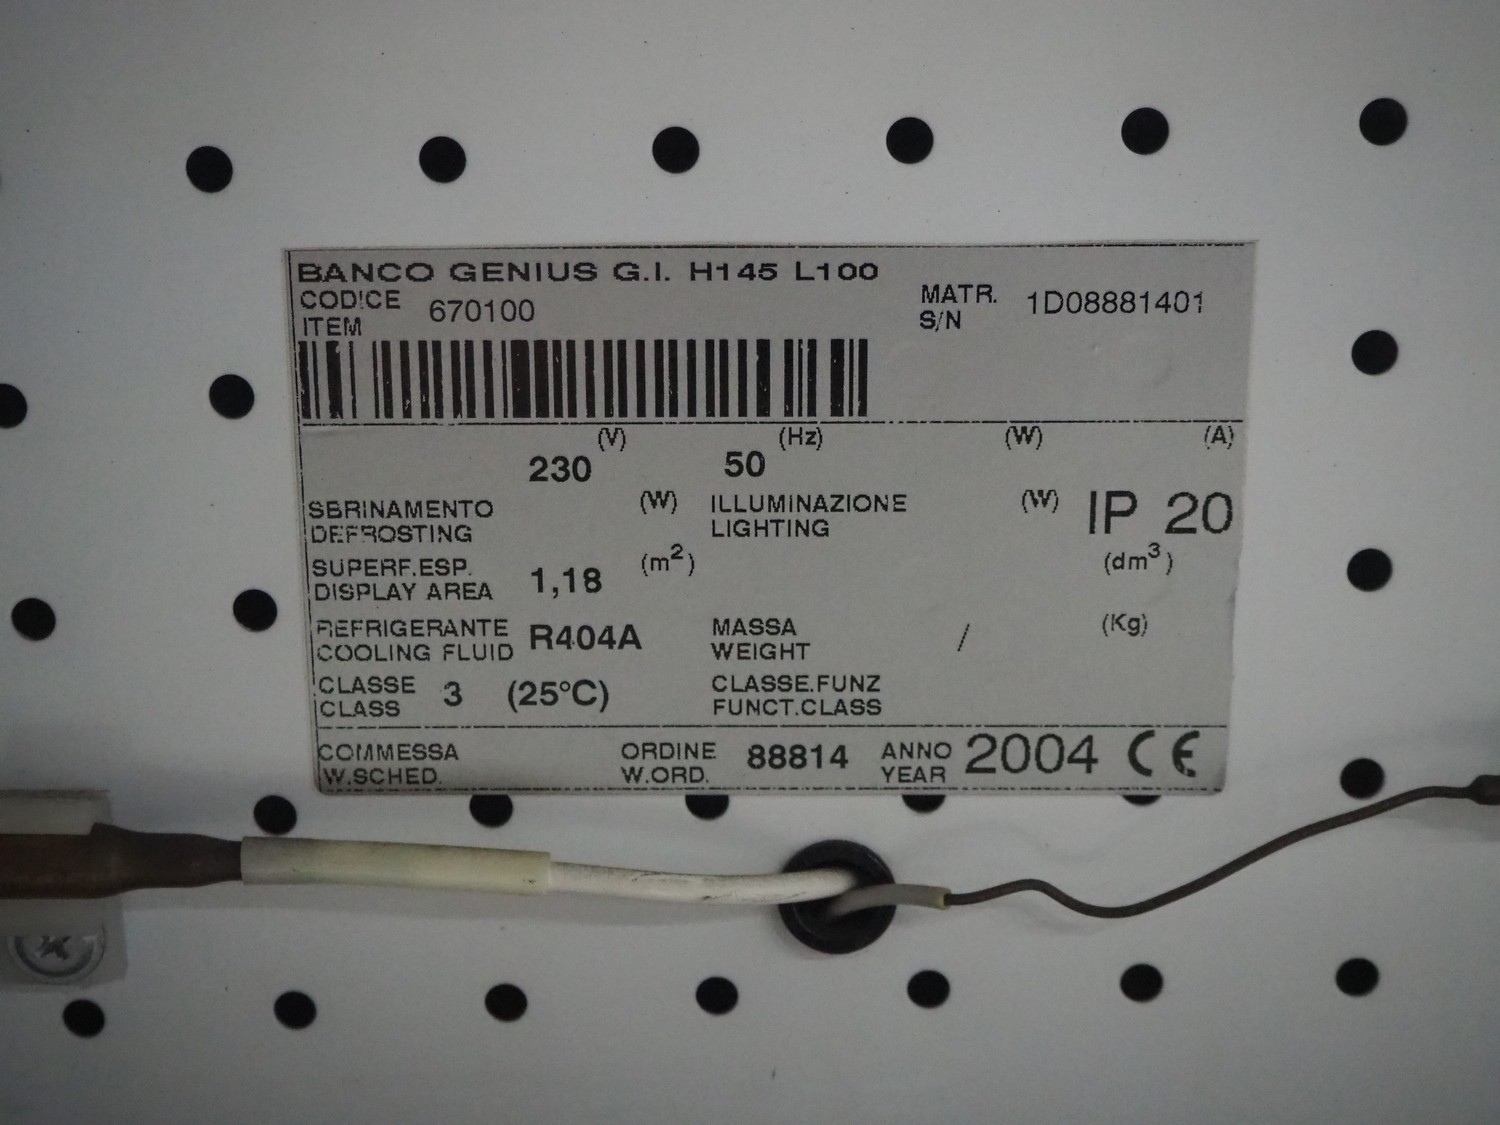 BANCO GENIUS G.I. H145 L100
CODICE
ITEM 670100
MATR.
S/N 1D08881401
(V) (Hz) (W) (A)
230 50
SBRINAMENTO
DEFROSTING (W)
ILLUMINAZIONE
LIGHTING (W)
IP 20
SUPERF.ESP.
DISPLAY AREA 1,18 (m²) (dm³)
REFRIGERANTE
COOLING FLUID R404A
MASSA
WEIGHT / (Kg)
CLASSE
CLASS 3 (25°C)
CLASSE.FUNZ
FUNCT.CLASS
COMMESSA
W.SCHED.
ORDINE
W.ORD. 88814
ANNO
YEAR 2004 CE